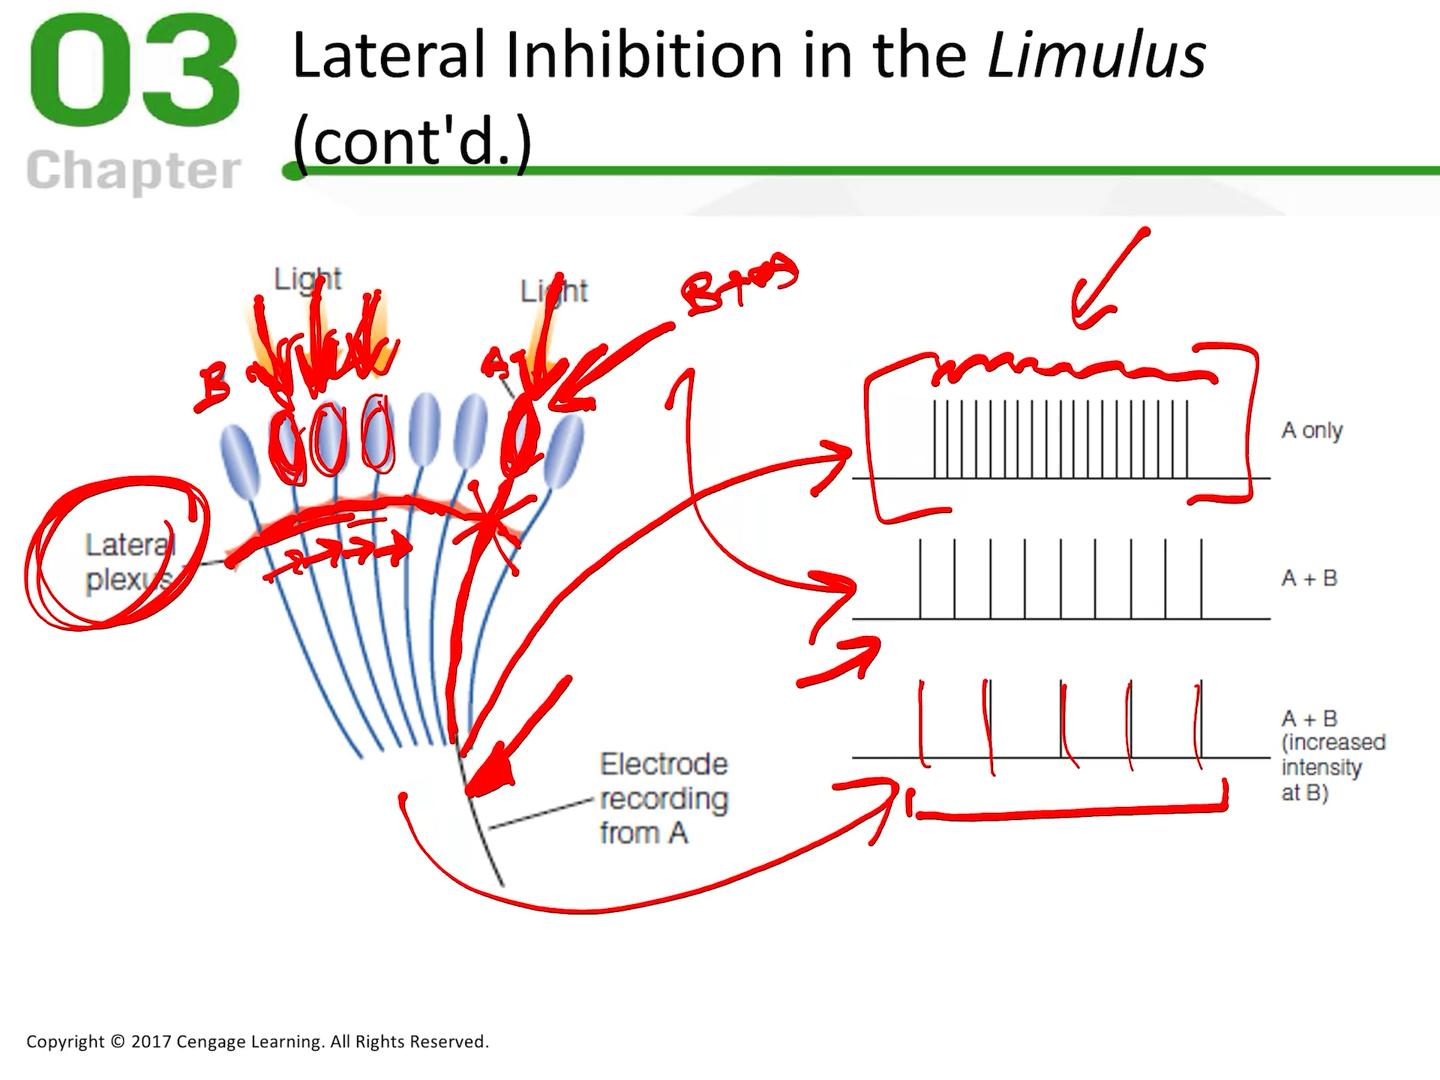 03
Chapter
Lateral Inhibition in the Limulus
(cont'd.)
Light
Light
B
A
Lateral
plexus
Electrode
recording
from A
A only
A + B
A + B
(increased
intensity
at B)
Copyright © 2017 Cengage Learning. All Rights Reserved.